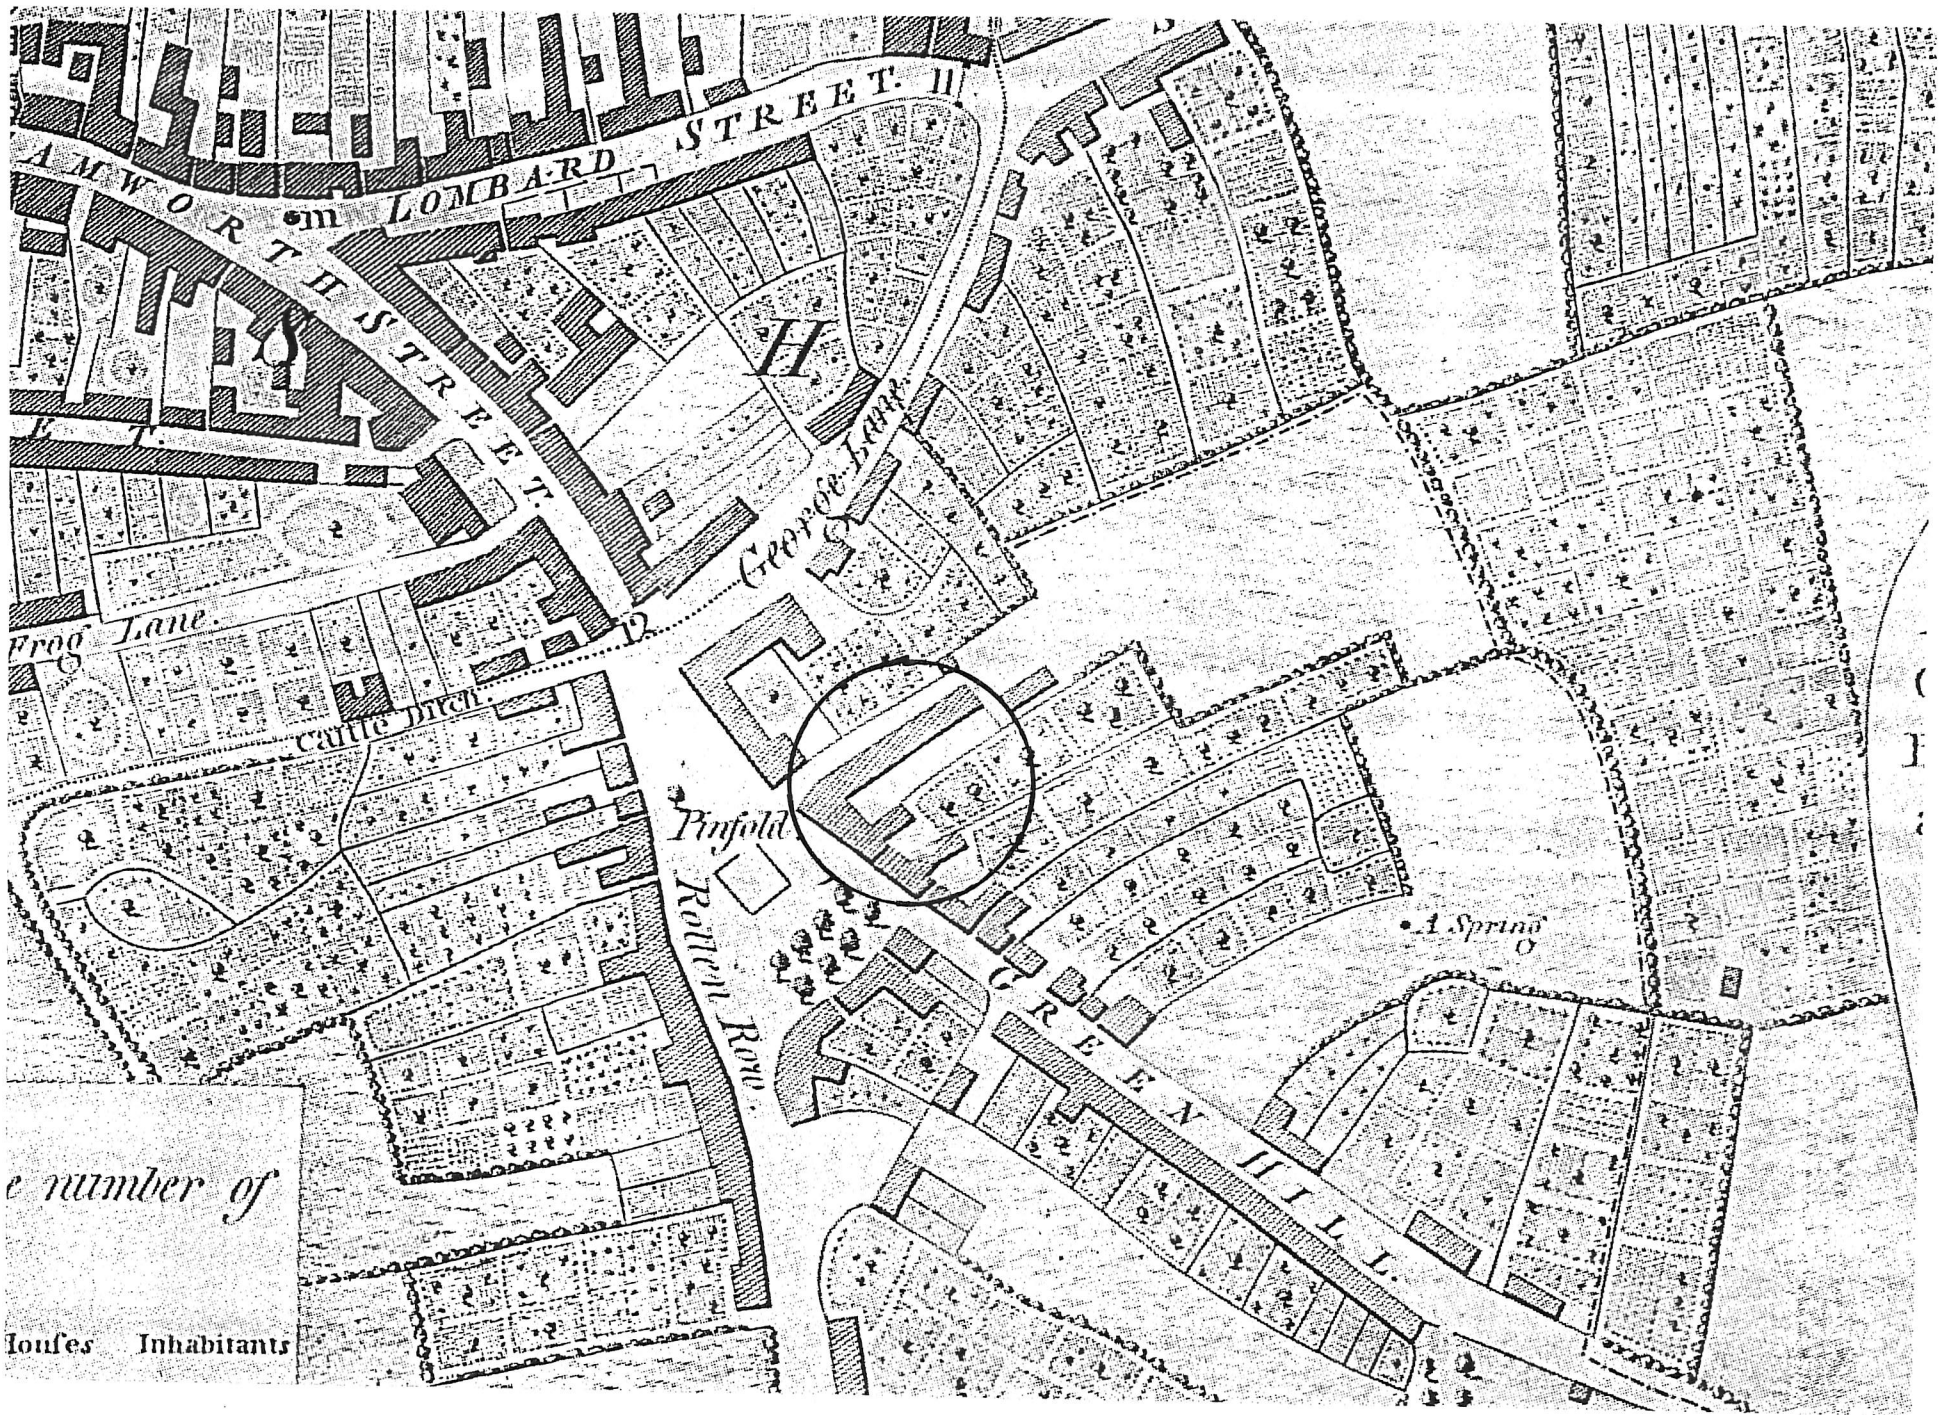 S
STREET. 11
LOMBARD
AMWORTH STREET.
m
H
E T.
George Lane.
12
Frog Lane.
Castle Ditch
Pinfold
Rotten Row.
A Spring
GREEN HILL.
e number of
Houses Inhabitants